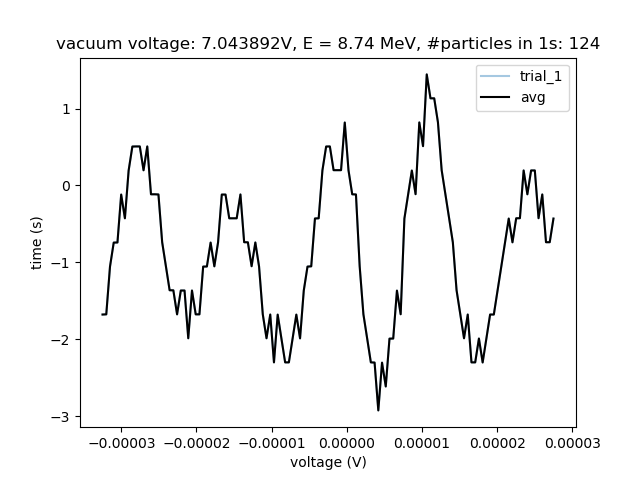 vacuum voltage: 7.043892V, E = 8.74 MeV, #particles in 1s: 124
trial_1
avg
time (s)
1
0
−1
−2
−3
−0.00003 −0.00002 −0.00001 0.00000 0.00001 0.00002 0.00003
voltage (V)